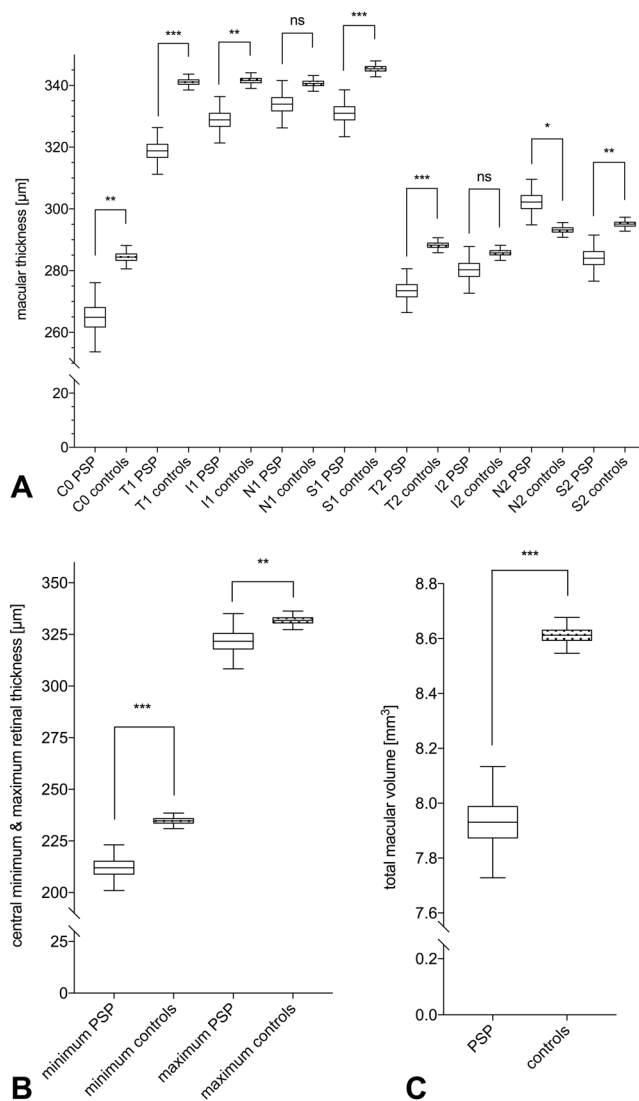 macular thickness [µm]
340
320
300
280
260
20
0
** *** ** ns *** *** ns * **
C0 PSP
C0 controls
T1 PSP
T1 controls
I1 PSP
I1 controls
N1 PSP
N1 controls
S1 PSP
S1 controls
T2 PSP
T2 controls
I2 PSP
I2 controls
N2 PSP
N2 controls
S2 PSP
S2 controls
A
central minimum & maximum retinal thickness [µm]
350
325
300
275
250
225
200
25
0
***
**
minimum PSP
minimum controls
maximum PSP
maximum controls
B
total macular volume [mm³]
8.8
8.6
8.4
8.2
8.0
7.8
7.6
0.2
0.0
***
PSP
controls
C